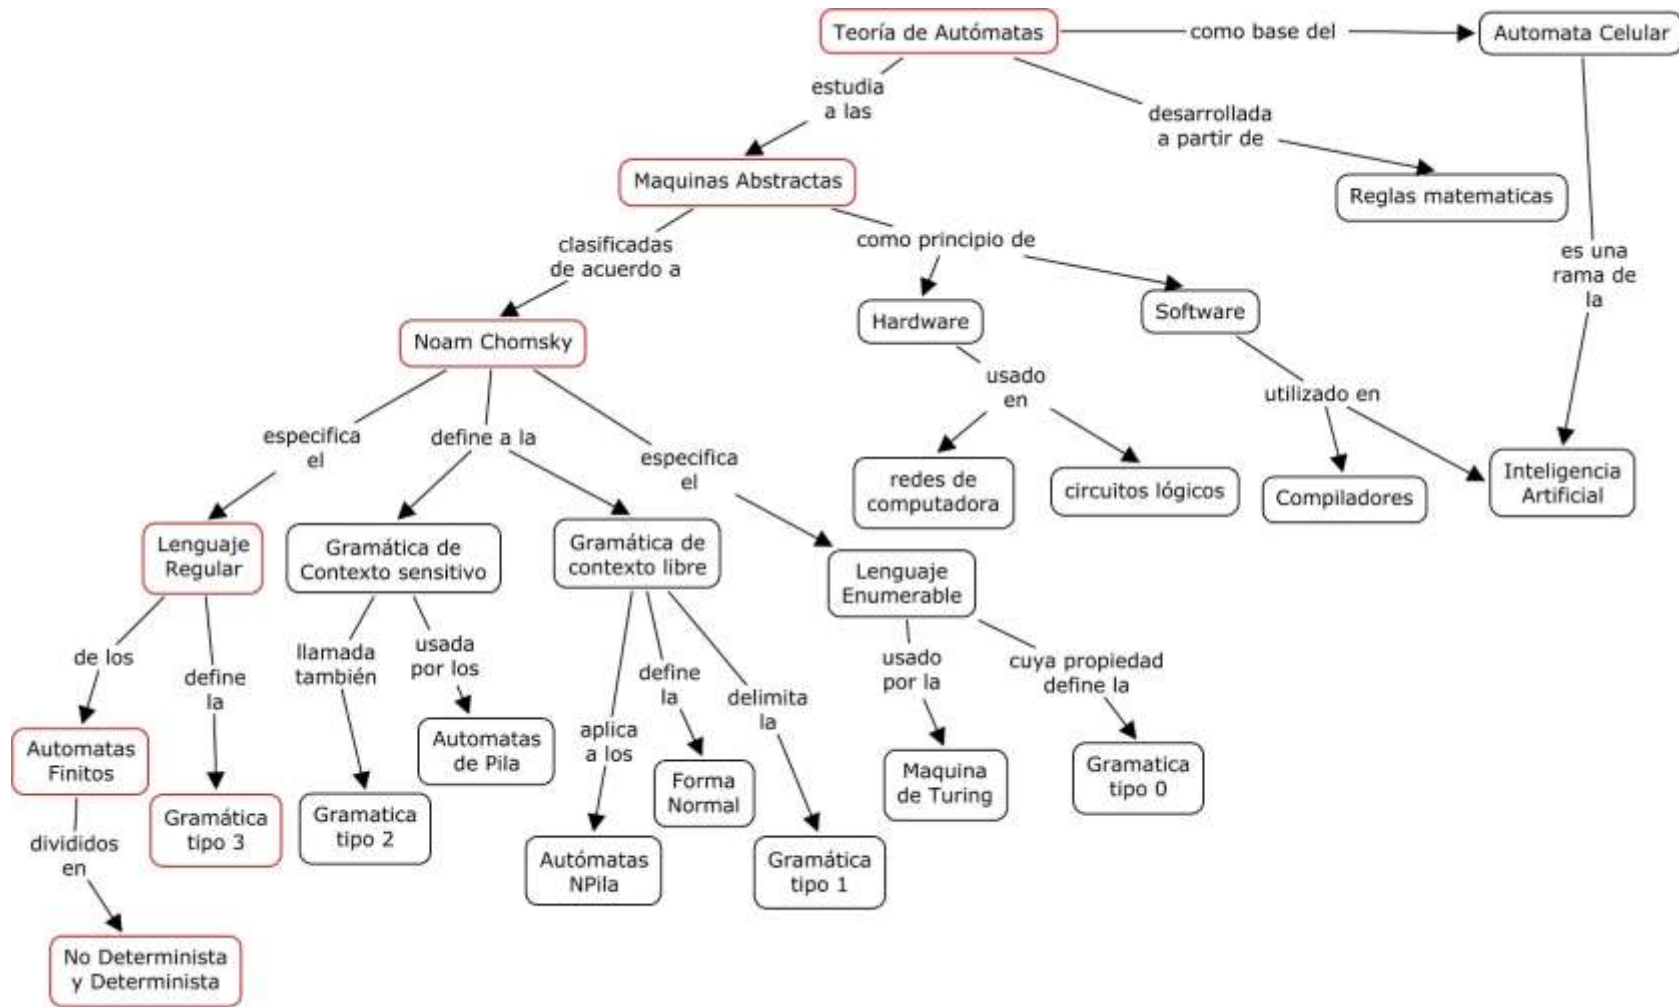 Teoría de Autómatas
como base del
Automata Celular
estudia
a las
desarrollada
a partir de
Maquinas Abstractas
Reglas matematicas
clasificadas
de acuerdo a
como principio de
es una
rama de
la
Noam Chomsky
Hardware
Software
usado
en
utilizado en
especifica
el
define a la
especifica
el
redes de
computadora
circuitos lógicos
Compiladores
Inteligencia
Artificial
Lenguaje
Regular
Gramática de
Contexto sensitivo
Gramática de
contexto libre
Lenguaje
Enumerable
de los
define
la
llamada
también
usada
por los
aplica
a los
define
la
delimita
la
usado
por la
cuya propiedad
define la
Automatas
Finitos
Gramática
tipo 3
Gramatica
tipo 2
Automatas
de Pila
Autómatas
NPila
Forma
Normal
Gramática
tipo 1
Maquina
de Turing
Gramatica
tipo 0
divididos
en
No Determinista
y Determinista